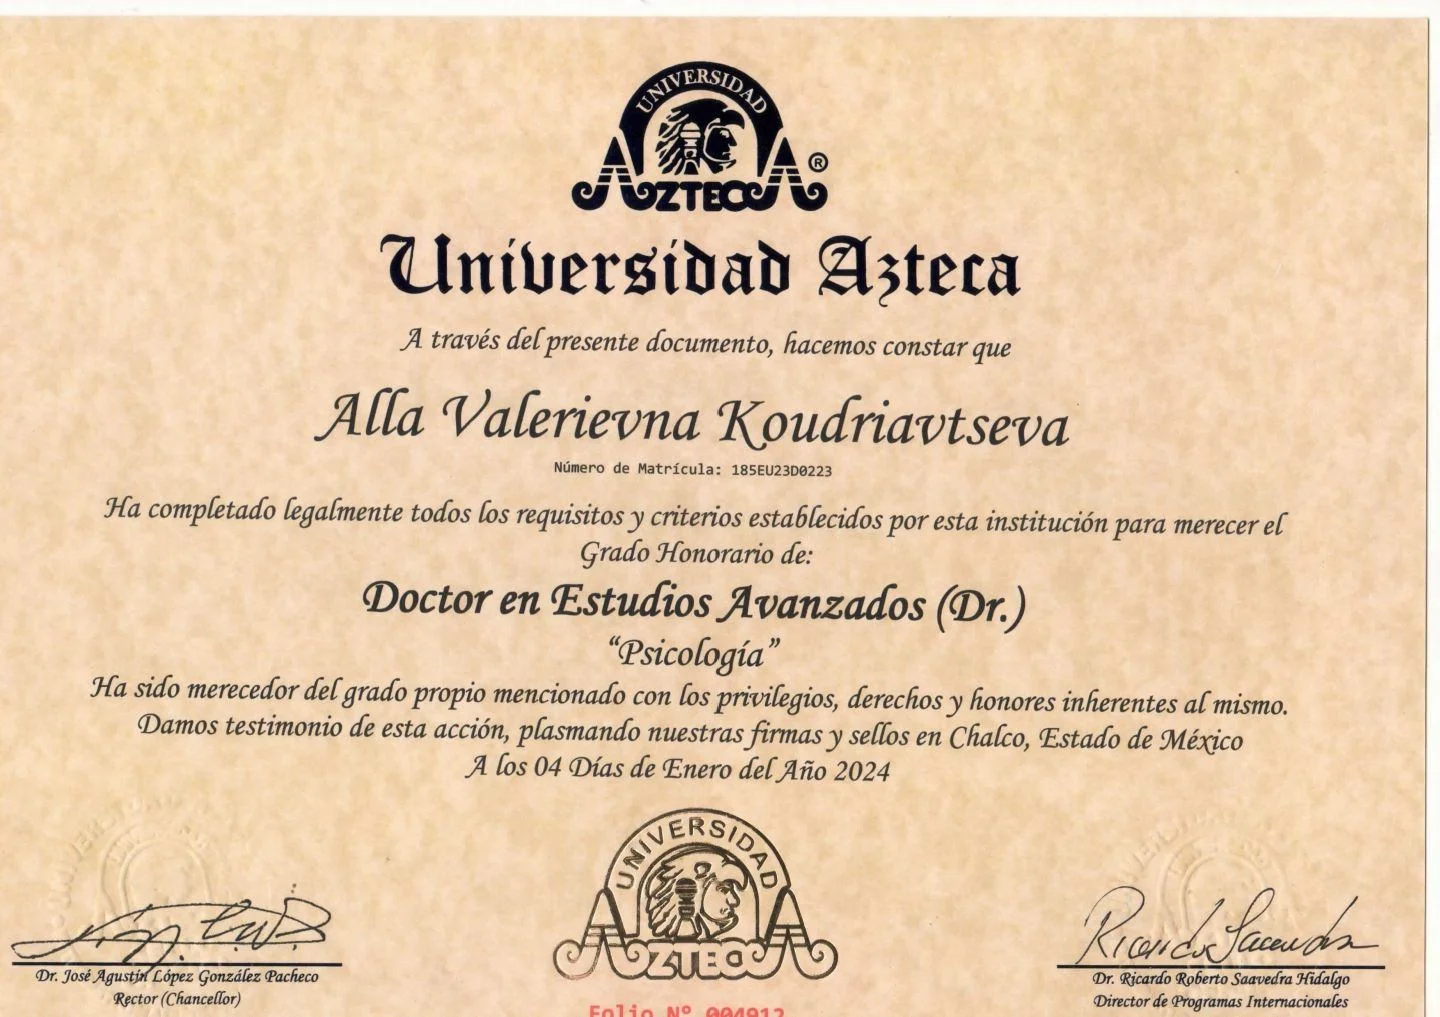 UNIVERSIDAD
AZTECA®
Universidad Azteca
A través del presente documento, hacemos constar que
Alla Valerievna Koudriavtseva
Número de Matrícula: 185EU23D0223
Ha completado legalmente todos los requisitos y criterios establecidos por esta institución para merecer el
Grado Honorario de:
Doctor en Estudios Avanzados (Dr.)
“Psicología”
Ha sido merecedor del grado propio mencionado con los privilegios, derechos y honores inherentes al mismo.
Damos testimonio de esta acción, plasmando nuestras firmas y sellos en Chalco, Estado de México
A los 04 Días de Enero del Año 2024
UNIVERSIDAD
AZTECA
Ricardo Saavedra
Dr. José Agustín López González Pacheco
Rector (Chancellor)
Dr. Ricardo Roberto Saavedra Hidalgo
Director de Programas Internacionales
Folio Nº 004912